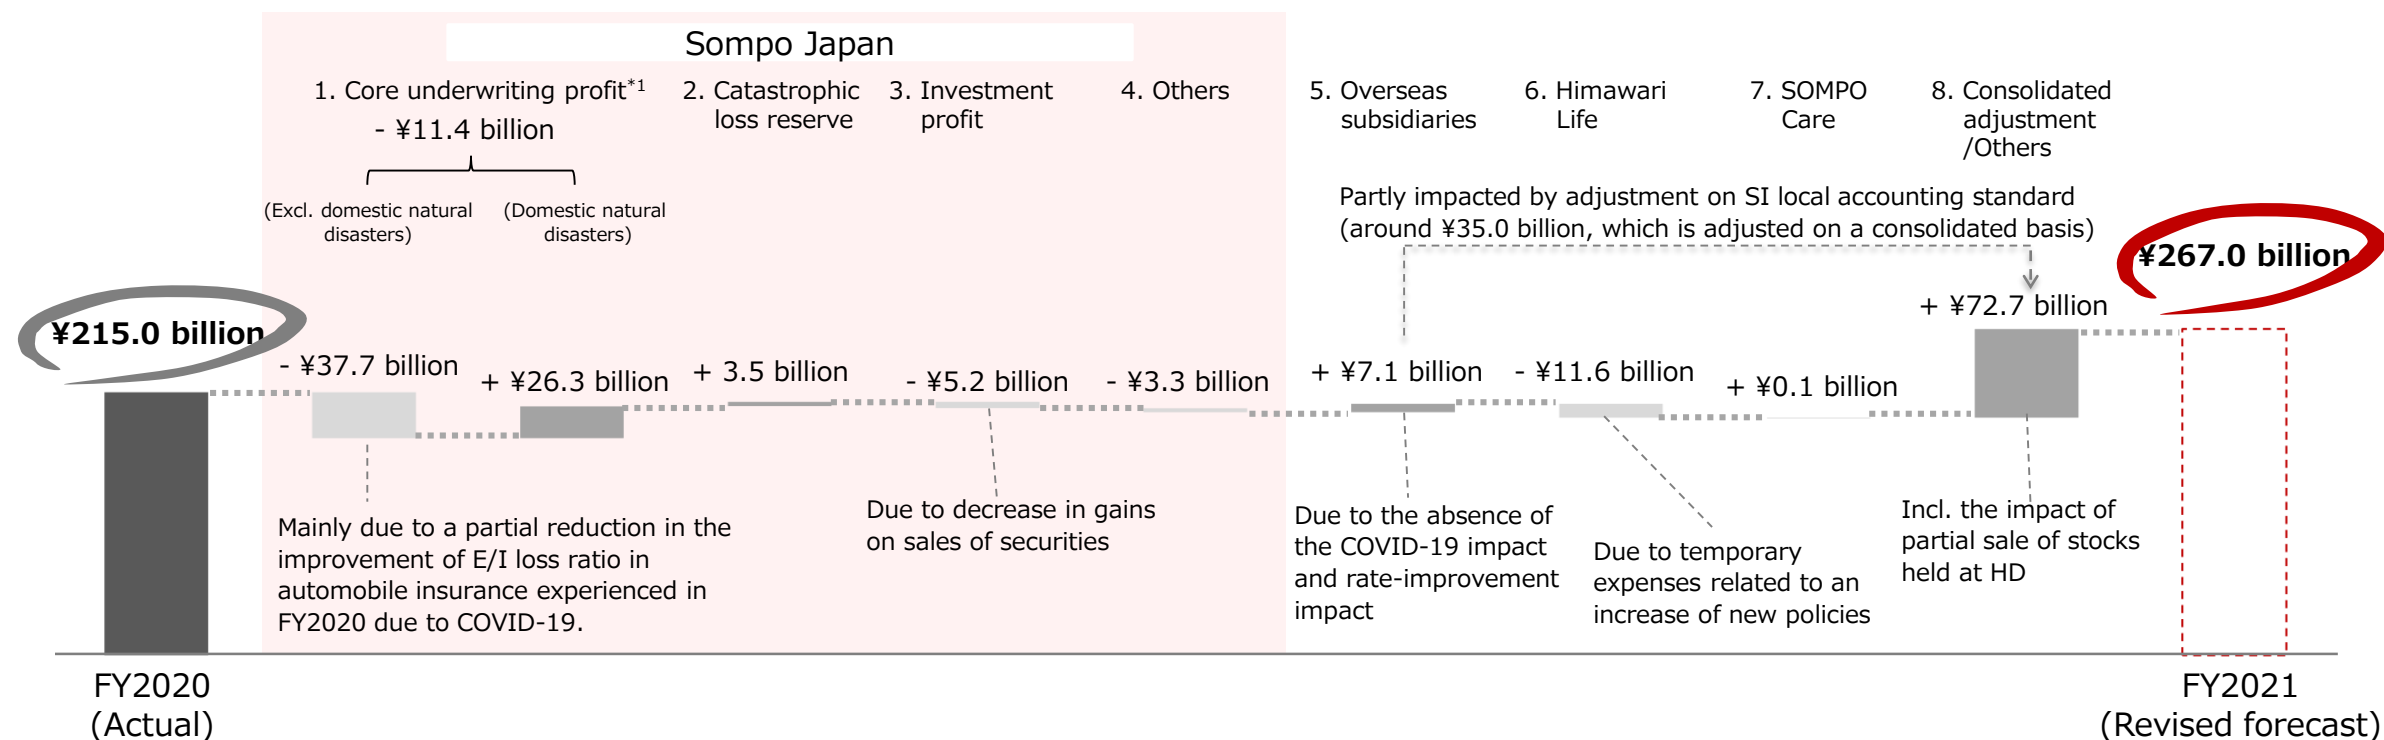 Sompo Japan
1. Core underwriting profit*1
- ¥11.4 billion
(Excl. domestic natural
disasters)
(Domestic natural
disasters)
2. Catastrophic
loss reserve
3. Investment
profit
4. Others
5. Overseas
subsidiaries
6. Himawari
Life
7. SOMPO
Care
8. Consolidated
adjustment
/Others
Partly impacted by adjustment on SI local accounting standard
(around ¥35.0 billion, which is adjusted on a consolidated basis)
¥215.0 billion
- ¥37.7 billion
+ ¥26.3 billion
+ 3.5 billion
- ¥5.2 billion
- ¥3.3 billion
+ ¥7.1 billion
- ¥11.6 billion
+ ¥0.1 billion
+ ¥72.7 billion
¥267.0 billion
Mainly due to a partial reduction in the
improvement of E/I loss ratio in
automobile insurance experienced in
FY2020 due to COVID-19.
Due to decrease in gains
on sales of securities
Due to the absence of
the COVID-19 impact
and rate-improvement
impact
Due to temporary
expenses related to an
increase of new policies
Incl. the impact of
partial sale of stocks
held at HD
FY2020
(Actual)
FY2021
(Revised forecast)